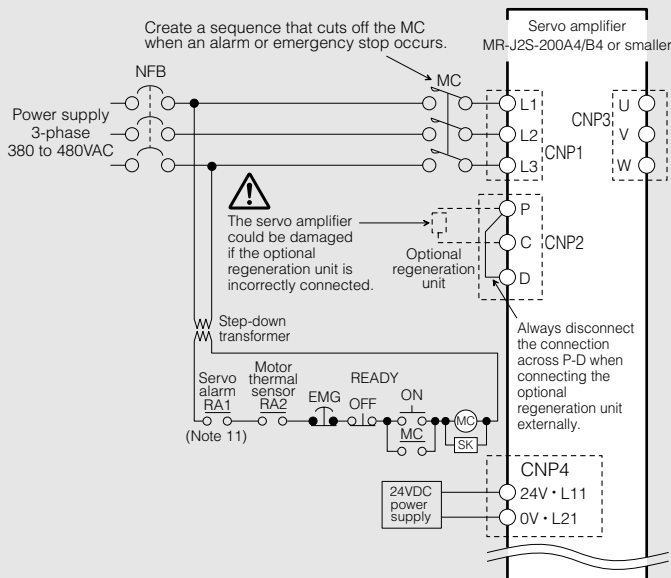 Create a sequence that cuts off the MC
when an alarm or emergency stop occurs.
Servo amplifier
MR-J2S-200A4/B4 or smaller
NFB
MC
Power supply
3-phase
380 to 480VAC
L1
L2
L3
CNP1
CNP3
U
V
W
The servo amplifier
could be damaged
if the optional
regeneration unit is
incorrectly connected.
Optional
regeneration
unit
P
C
D
CNP2
Step-down
transformer
Always disconnect
the connection
across P-D when
connecting the
optional
regeneration unit
externally.
Servo
alarm
RA1
(Note 11)
Motor
thermal
sensor
RA2
EMG
READY
OFF
ON
MC
MC
SK
24VDC
power
supply
CNP4
24V・L11
0V・L21